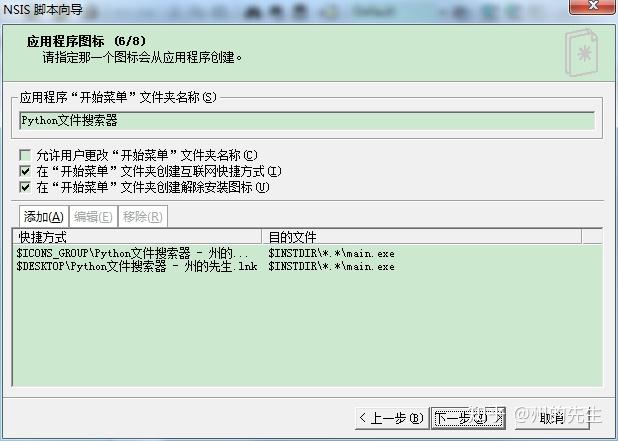 NSIS 脚本向导
应用程序图标 (6/8)
请指定那一个图标会从应用程序创建。
应用程序“开始菜单”文件夹名称(S)
Python文件搜索器
允许用户更改“开始菜单”文件夹名称(C)
在“开始菜单”文件夹创建互联网快捷方式(I)
在“开始菜单”文件夹创建解除安装图标(U)
添加(A) 编辑(E) 移除(R)
快捷方式 目的文件
$ICONS_GROUP\Python文件搜索器 - 州的... $INSTDIR\*.*\main.exe
$DESKTOP\Python文件搜索器 - 州的先生.lnk $INSTDIR\*.*\main.exe
<上一步(B) 下一步 取消
知乎 @州的先生